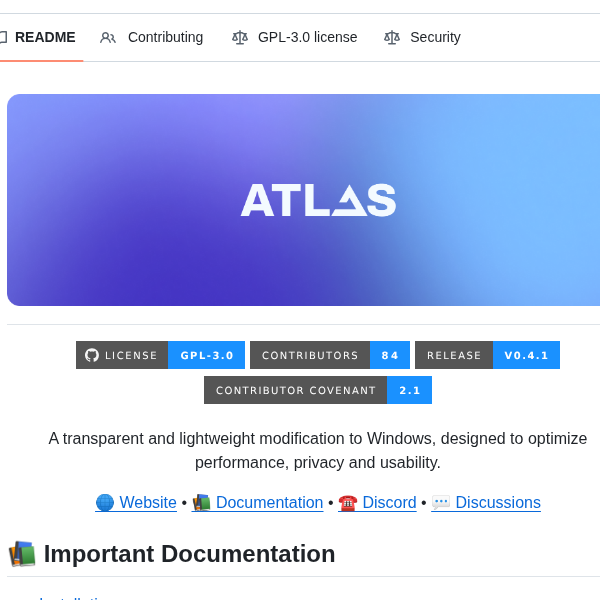 README Contributing GPL-3.0 license Security
ATLAS
LICENSE GPL-3.0 CONTRIBUTORS 84 RELEASE V0.4.1
CONTRIBUTOR COVENANT 2.1
A transparent and lightweight modification to Windows, designed to optimize
performance, privacy and usability.
Website • Documentation • Discord • Discussions
Important Documentation